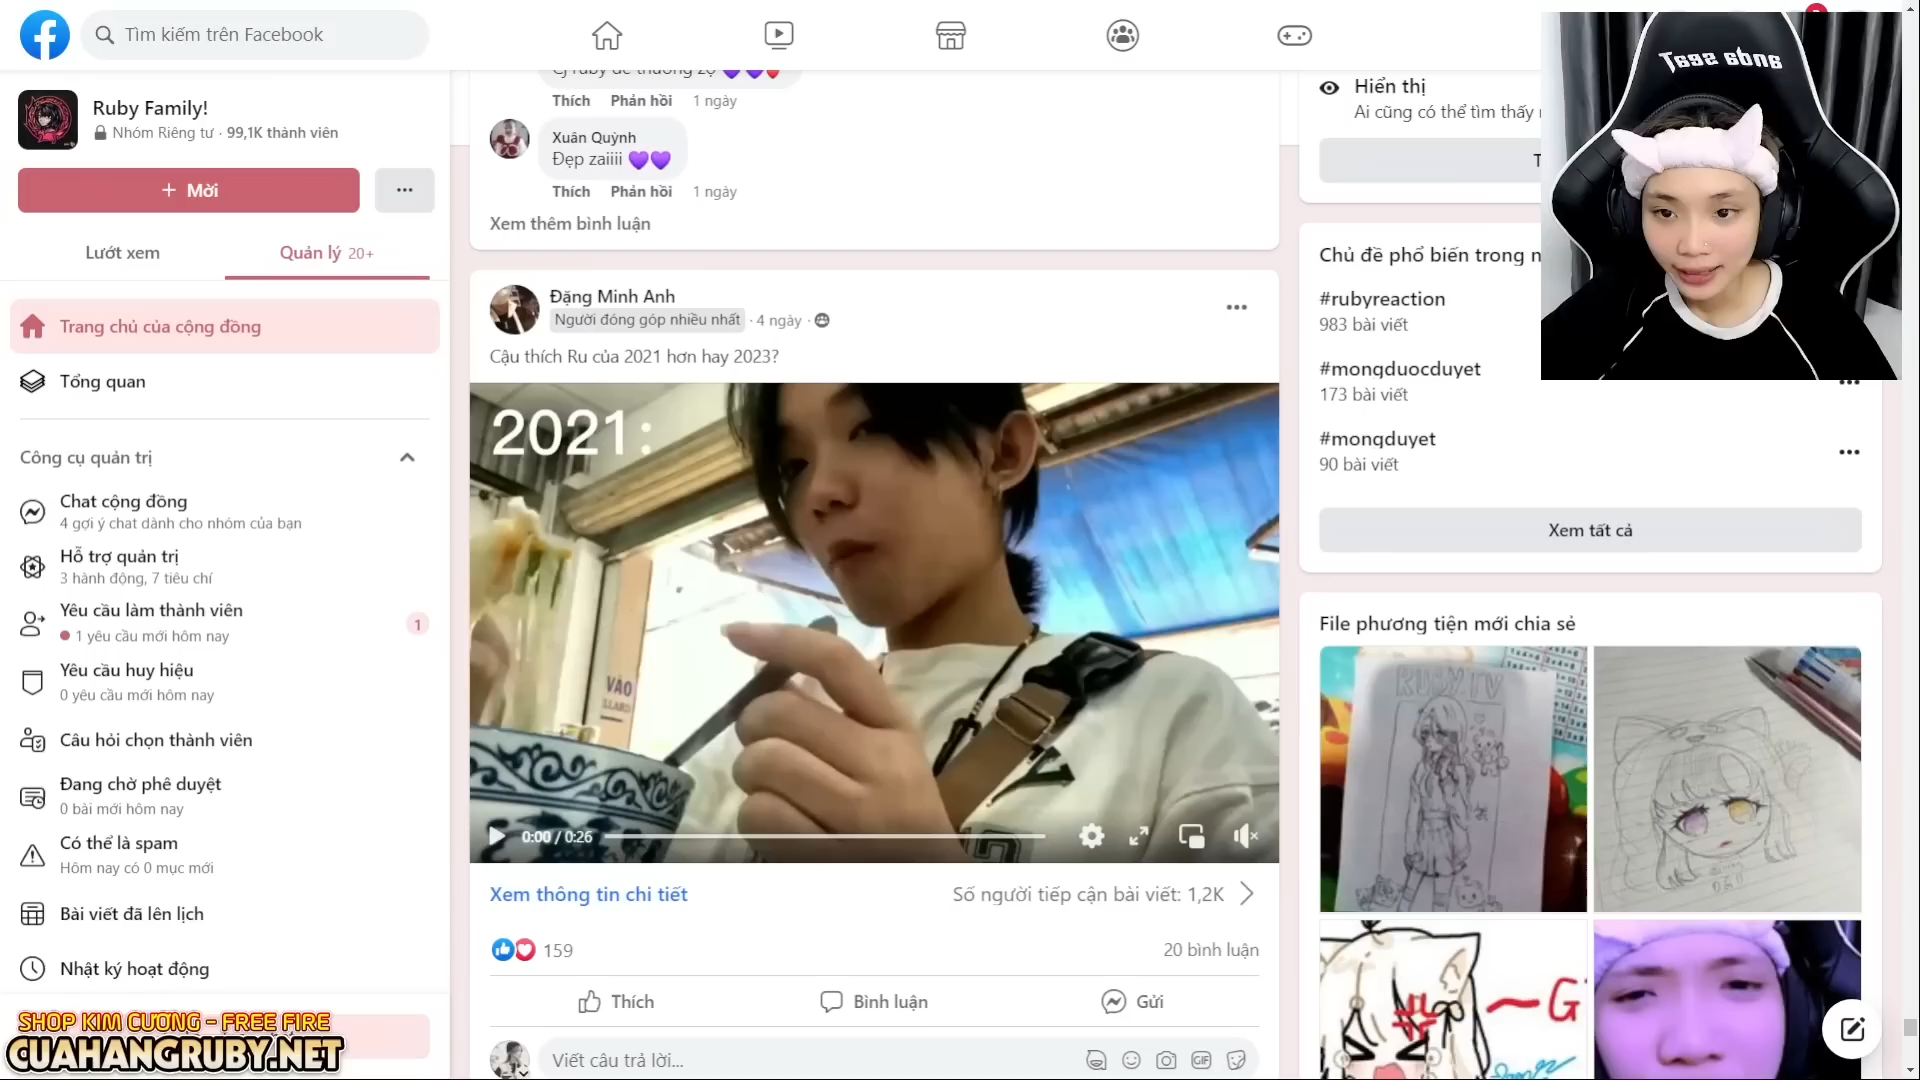 Tìm kiếm trên Facebook
Ruby Family!
Nhóm Riêng tư · 99,1K thành viên
+ Mời
Lướt xem
Quản lý 20+
Trang chủ của cộng đồng
Tổng quan
Công cụ quản trị
Chat cộng đồng
4 gợi ý chat dành cho nhóm của bạn
Hỗ trợ quản trị
3 hành động, 7 tiêu chí
Yêu cầu làm thành viên
1 yêu cầu mới hôm nay
1
Yêu cầu huy hiệu
0 yêu cầu mới hôm nay
Câu hỏi chọn thành viên
Đang chờ phê duyệt
0 bài mới hôm nay
Có thể là spam
Hôm nay có 0 mục mới
Bài viết đã lên lịch
Nhật ký hoạt động
SHOP KIM CƯƠNG - FREE FIRE
CUAHANGRUBY.NET
Thích Phản hồi 1 ngày
Xuân Quỳnh
Đẹp zaiiii 💜💜
Thích Phản hồi 1 ngày
Xem thêm bình luận
Đặng Minh Anh
Người đóng góp nhiều nhất · 4 ngày ·
Cậu thích Ru của 2021 hơn hay 2023?
2021:
VÀO
0:00 / 0:26
Xem thông tin chi tiết
Số người tiếp cận bài viết: 1,2K
159
20 bình luận
Thích
Bình luận
Gửi
Viết câu trả lời...
GIF
Hiển thị
Ai cũng có thể tìm thấy
Chủ đề phổ biến trong
#rubyreaction
983 bài viết
#mongduocduyet
173 bài viết
#mongduyet
90 bài viết
Xem tất cả
File phương tiện mới chia sẻ
RUBY TV